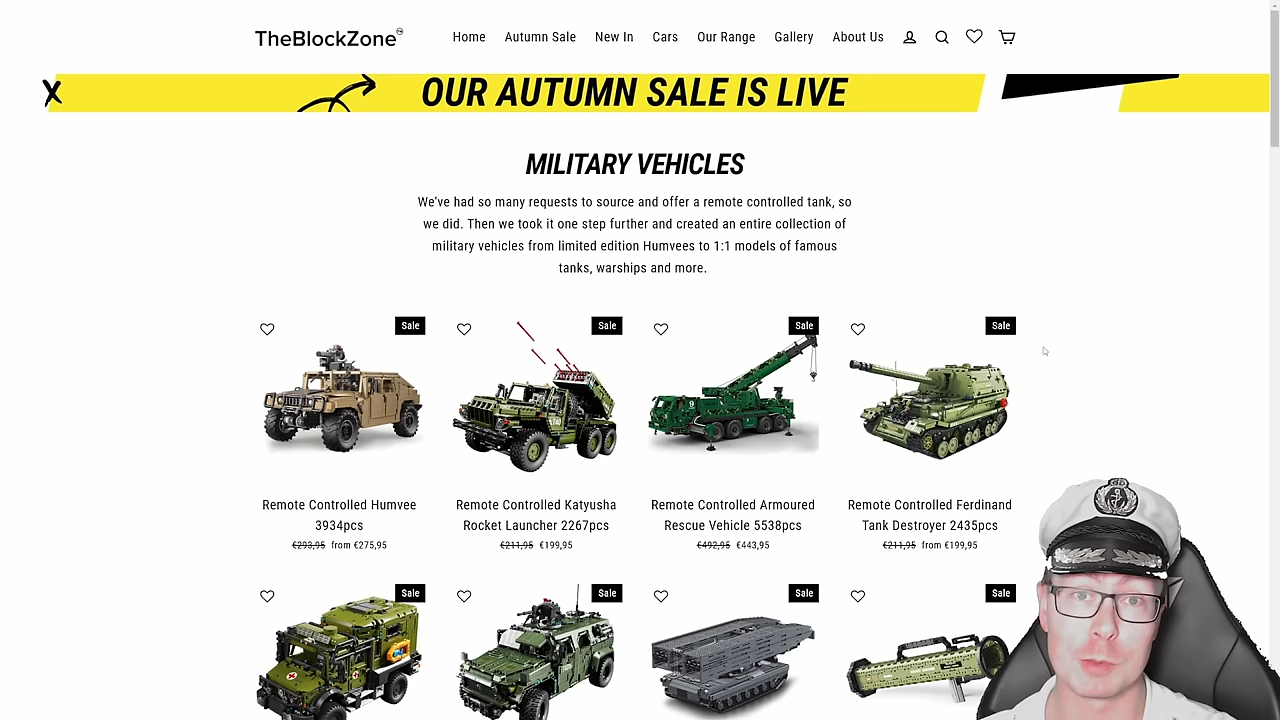 TheBlockZone
Home Autumn Sale New In Cars Our Range Gallery About Us
X OUR AUTUMN SALE IS LIVE
MILITARY VEHICLES
We've had so many requests to source and offer a remote controlled tank, so
we did. Then we took it one step further and created an entire collection of
military vehicles from limited edition Humvees to 1:1 models of famous
tanks, warships and more.
Sale Sale Sale Sale
Remote Controlled Humvee
3934pcs
€293,95 from €275,95
Remote Controlled Katyusha
Rocket Launcher 2267pcs
€211,95 €199,95
Remote Controlled Armoured
Rescue Vehicle 5538pcs
€492,95 €443,95
Remote Controlled Ferdinand
Tank Destroyer 2435pcs
€211,95 from €199,95
Sale Sale Sale Sale